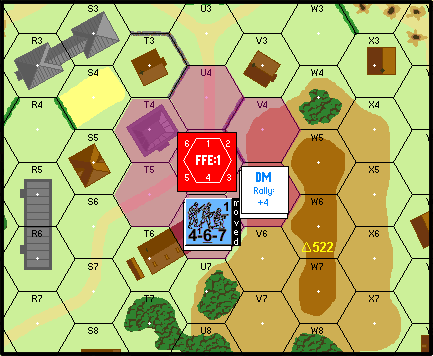 S3 U3 W3
R3 T3 V3 X3
S4 U4 W4
R4 T4 V4 X4
6 1 2
FFE:1
5 4 3
S5 W5
R5 X5
DM
Rally:
+4
1
4-6-7
moved
S6 W6
R6 T6 V6 X6
522
S7 U7 W7
R7 T7 V7 X7
S8 U8 W8